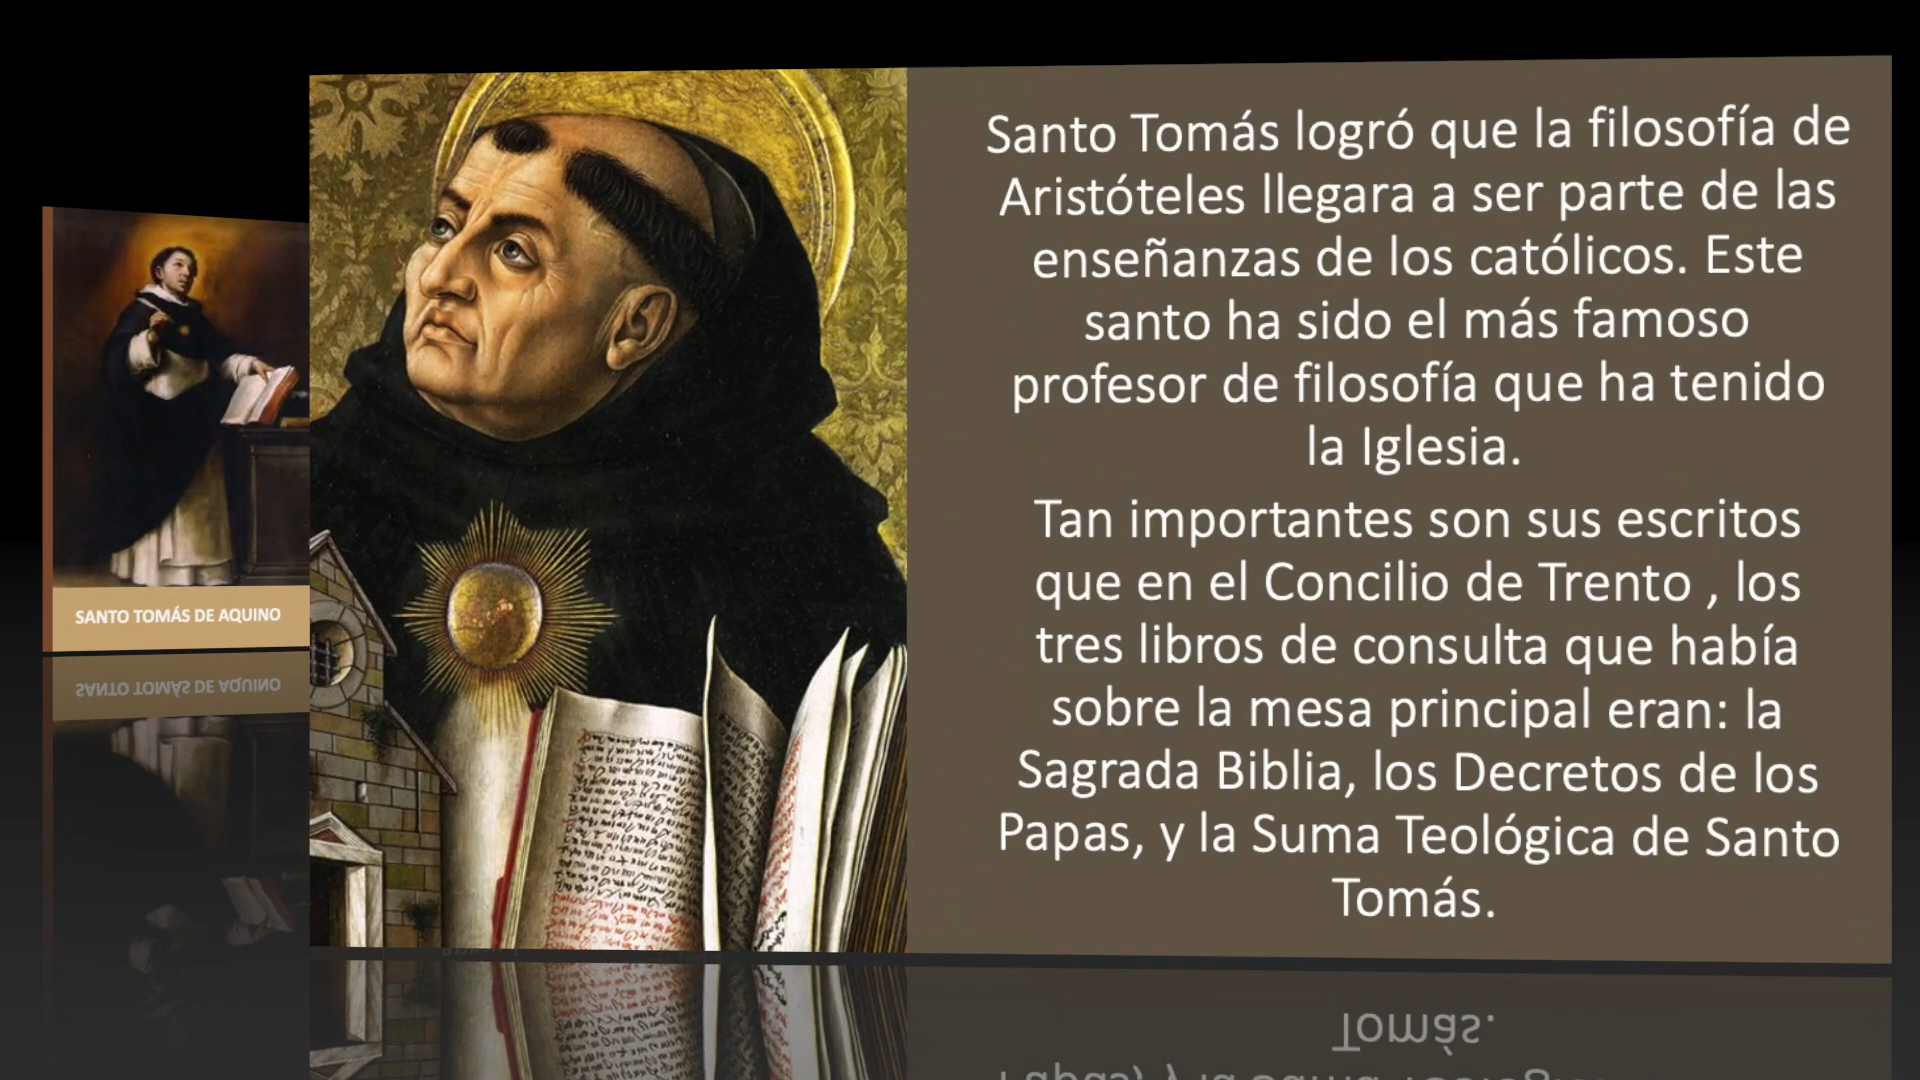 Santo Tomás logró que la filosofía de
Aristóteles llegara a ser parte de las
enseñanzas de los católicos. Este
santo ha sido el más famoso
profesor de filosofía que ha tenido
la Iglesia.
Tan importantes son sus escritos
que en el Concilio de Trento , los
tres libros de consulta que había
sobre la mesa principal eran: la
Sagrada Biblia, los Decretos de los
Papas, y la Suma Teológica de Santo
Tomás.
SANTO TOMÁS DE AQUINO